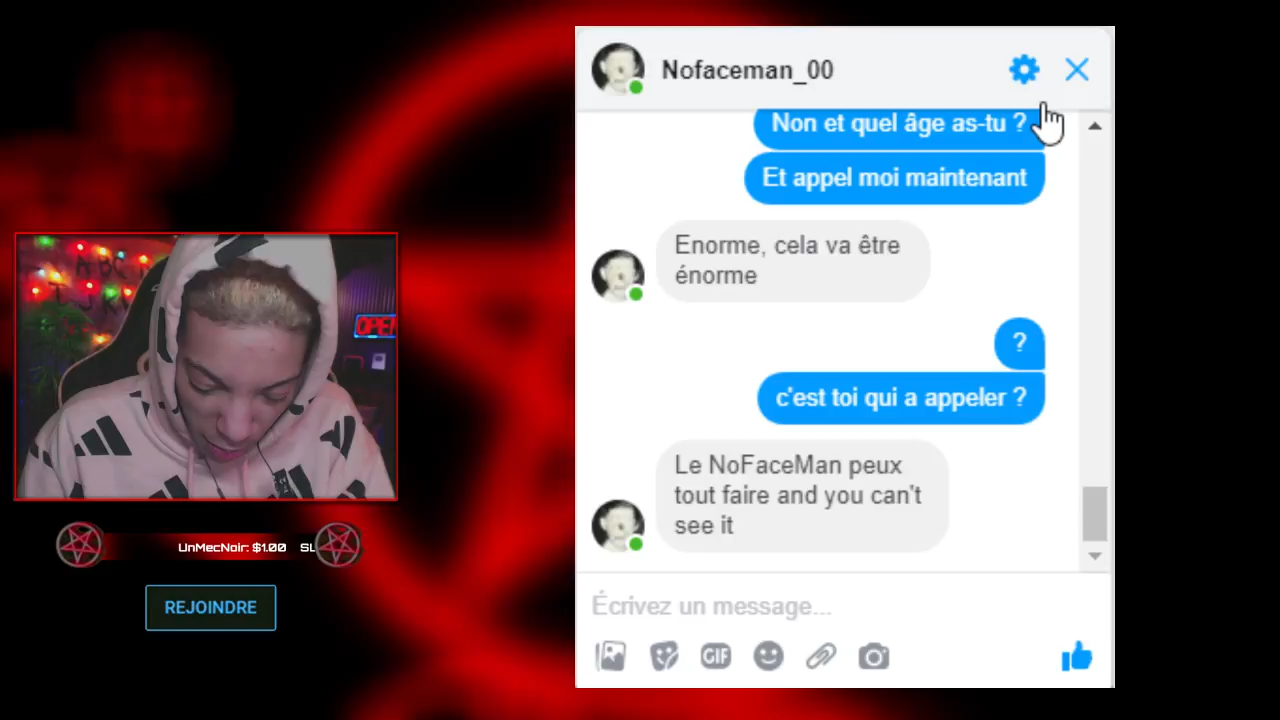 Nofaceman_00
Non et quel âge as-tu ?
Et appel moi maintenant
Enorme, cela va être
énorme
?
c'est toi qui a appeler ?
Le NoFaceMan peux
tout faire and you can't
see it
Écrivez un message...
GIF
OPE
UnMecNoir: $1.00 SL
REJOINDRE